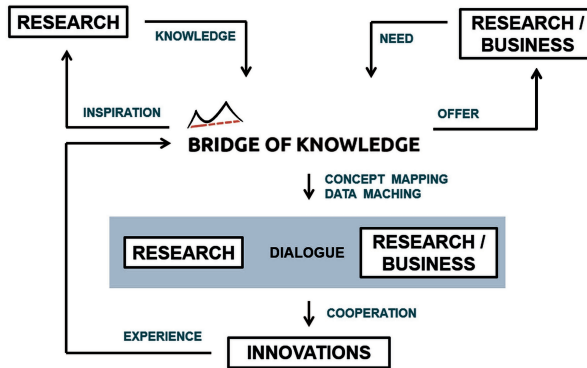 RESEARCH
KNOWLEDGE
NEED
RESEARCH /
BUSINESS
INSPIRATION
OFFER
BRIDGE OF KNOWLEDGE
CONCEPT MAPPING
DATA MACHING
RESEARCH
DIALOGUE
RESEARCH /
BUSINESS
COOPERATION
EXPERIENCE
INNOVATIONS